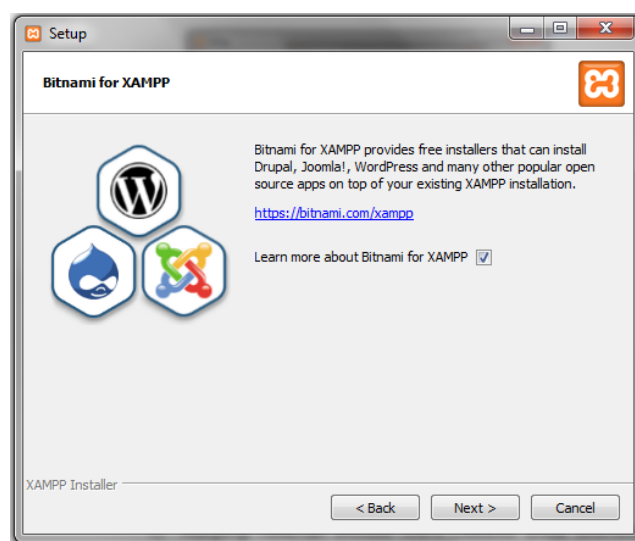 Setup
Bitnami for XAMPP
Bitnami for XAMPP provides free installers that can install
Drupal, Joomla!, WordPress and many other popular open
source apps on top of your existing XAMPP installation.
https://bitnami.com/xampp
Learn more about Bitnami for XAMPP
XAMPP Installer
< Back Next > Cancel